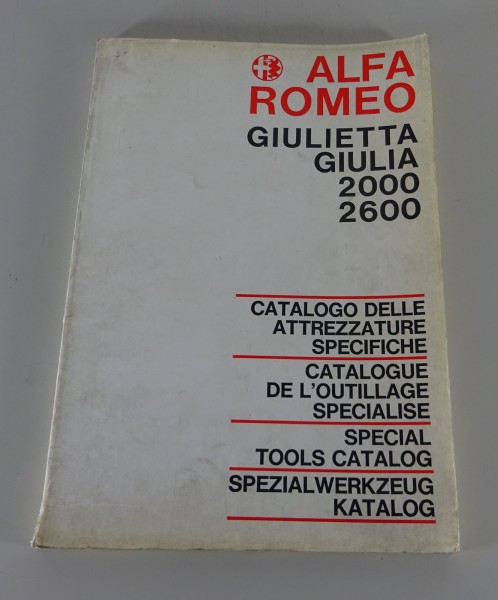 ALFA
ROMEO
GIULIETTA
GIULIA
2000
2600
CATALOGO DELLE
ATTREZZATURE
SPECIFICHE
CATALOGUE
DE L'OUTILLAGE
SPECIALISE
SPECIAL
TOOLS CATALOG
SPEZIALWERKZEUG
KATALOG